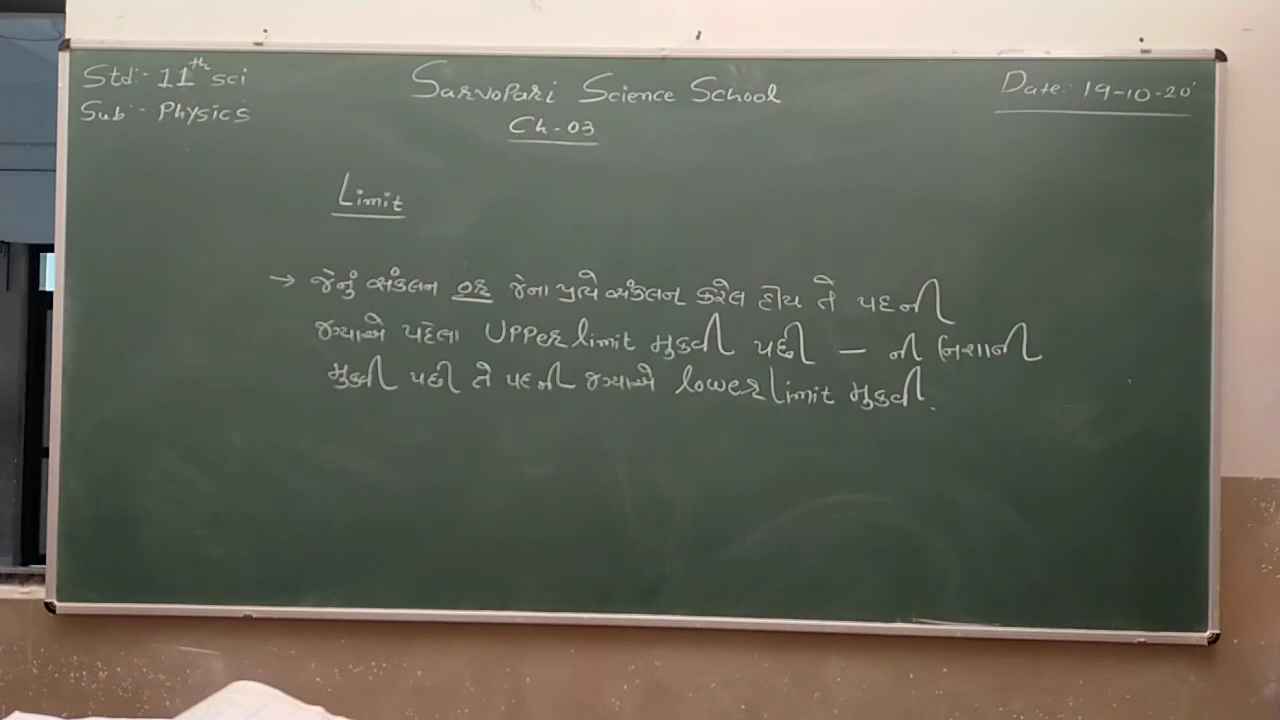 Std:- 11th sci
Sarvopari Science School
Date:- 19-10-20
Sub:- Physics
Ch-03
Limit
→ જેનું સંકલન જેના પ્રત્યે સંકલન કરેલ હોય તે પદની
જગ્યાએ પહેલા Upper limit મુકવી પછી — ની નિશાની
મુકવી પછી તે પદની જગ્યાએ lower limit મુકવી.